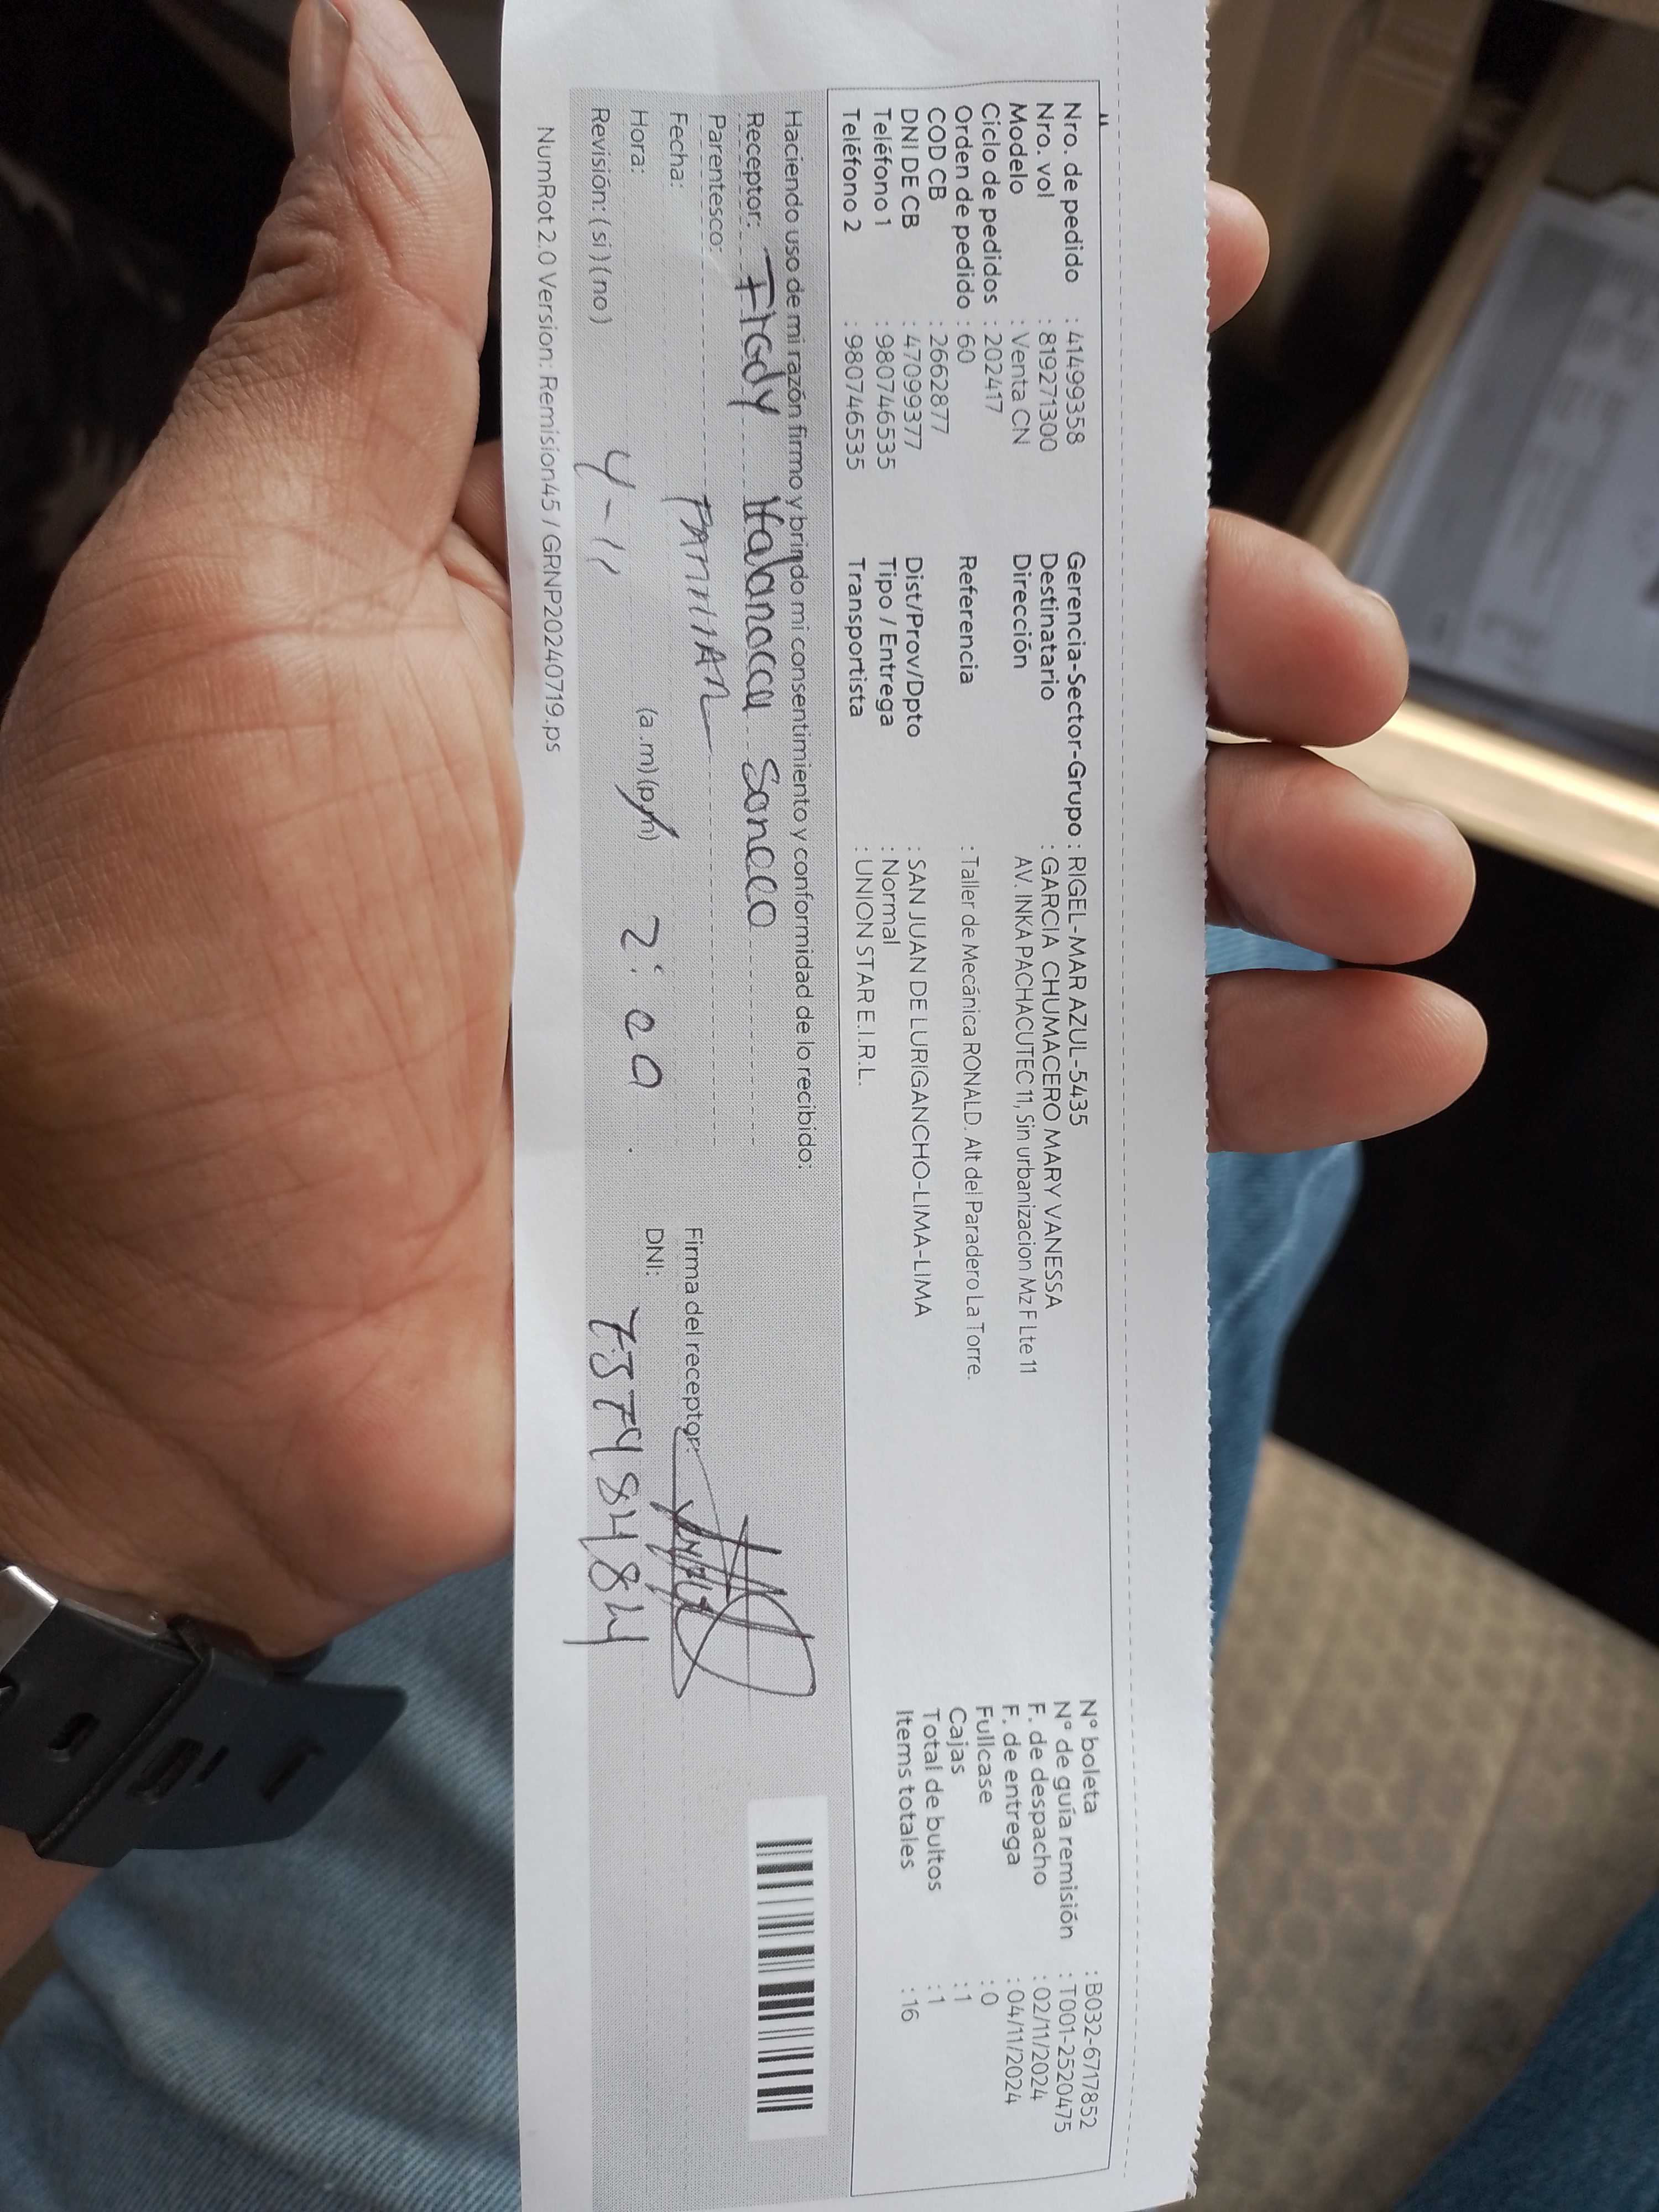 Nro. de pedido : 41499358
Nro. vol : 819271300
Modelo : Venta CN
Ciclo de pedidos : 202417
Orden de pedido : 60
COD CB : 2662877
DNI DE CB : 47099377
Teléfono 1 : 980746535
Teléfono 2 : 980746535
Gerencia-Sector-Grupo : RIGEL-MAR AZUL-5435
Destinatario : GARCIA CHUMACERO MARY VANESSA
Dirección AV. INKA PACHACUTEC 11, Sin urbanizacion Mz F Lte 11
Referencia : Taller de Mecánica RONALD. Alt del Paradero La Torre.
Dist/Prov/Dpto : SAN JUAN DE LURIGANCHO-LIMA-LIMA
Tipo / Entrega : Normal
Transportista : UNION STAR E.I.R.L.
N° boleta : B032-6717852
N° de guía remisión : T001-2520475
F. de despacho : 02/11/2024
F. de entrega : 04/11/2024
Fullcase : 0
Cajas : 1
Total de bultos : 1
Items totales : 16
Haciendo uso de mi razón firmo y brindo mi consentimiento y conformidad de lo recibido:
Receptor: Fredy
Parentesco:
Fecha: 4-11
Hora: (a.m) (p.m) 2:00
Revisión: (si) (no)
Firma del receptor:
DNI:
NumRot 2.0 Version: Remision45 / GRNP20240719.ps